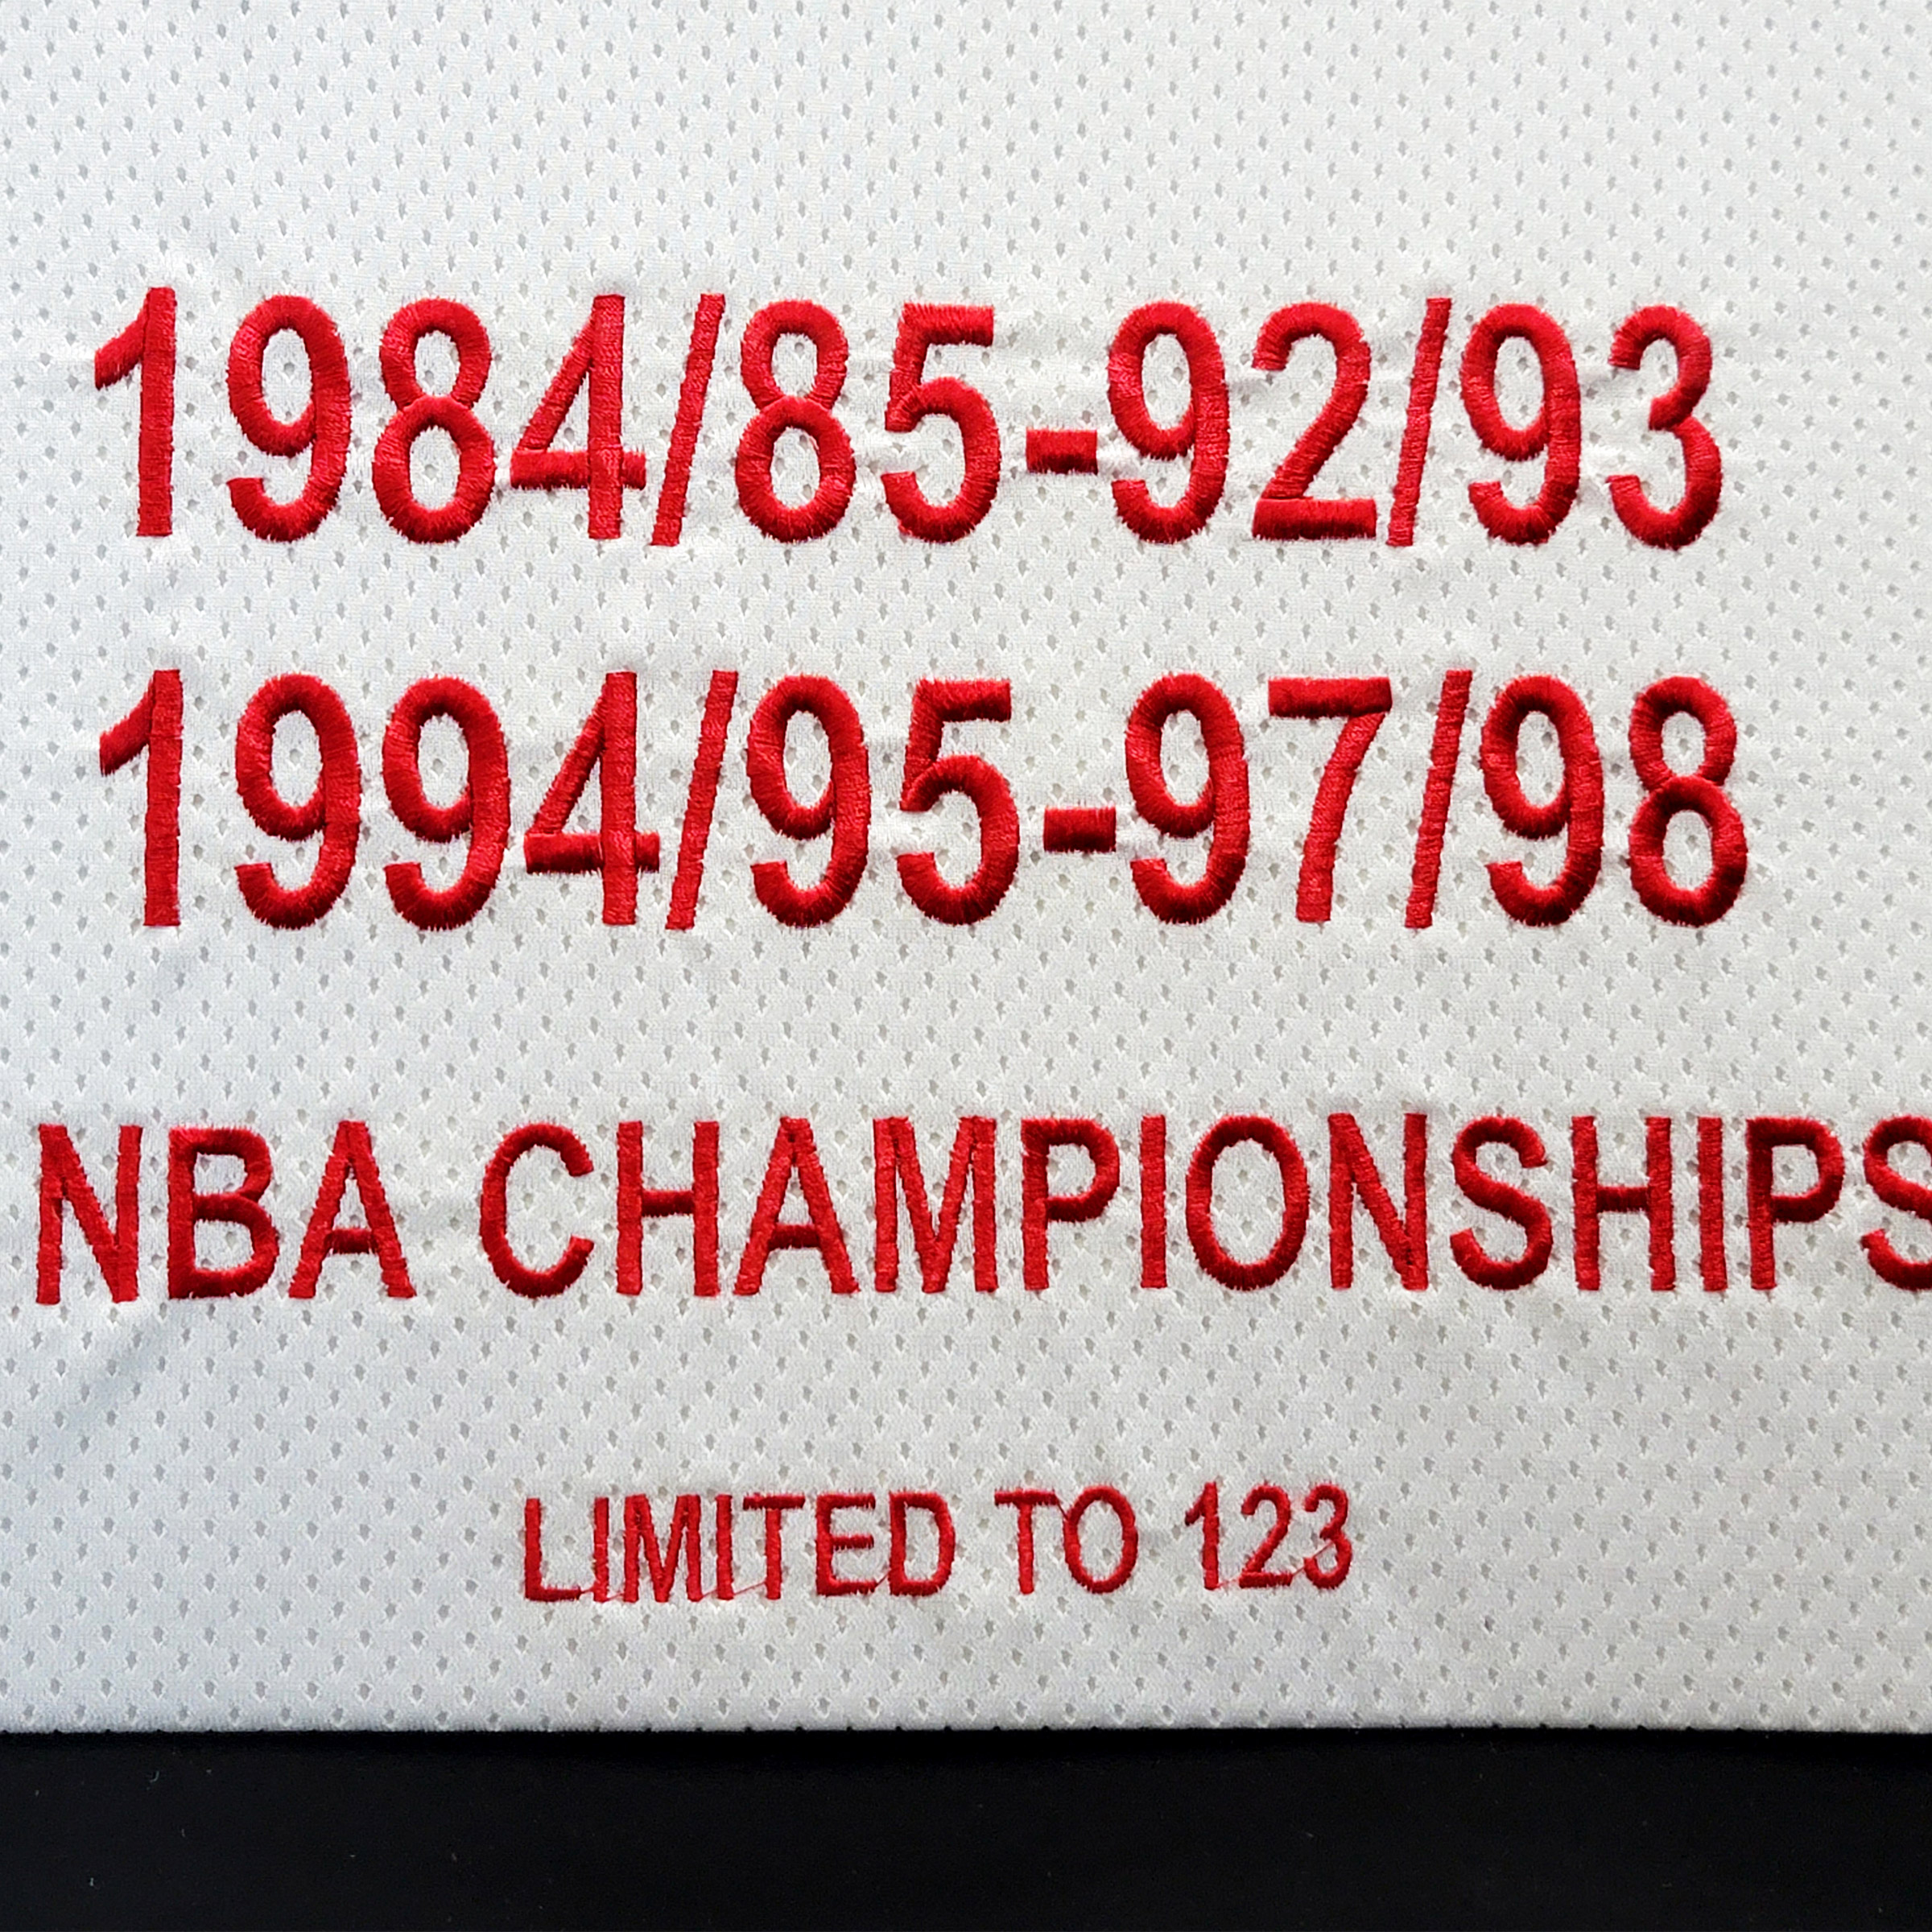 1984/85-92/93
1994/95-97/98
NBA CHAMPIONSHIPS
LIMITED TO 123